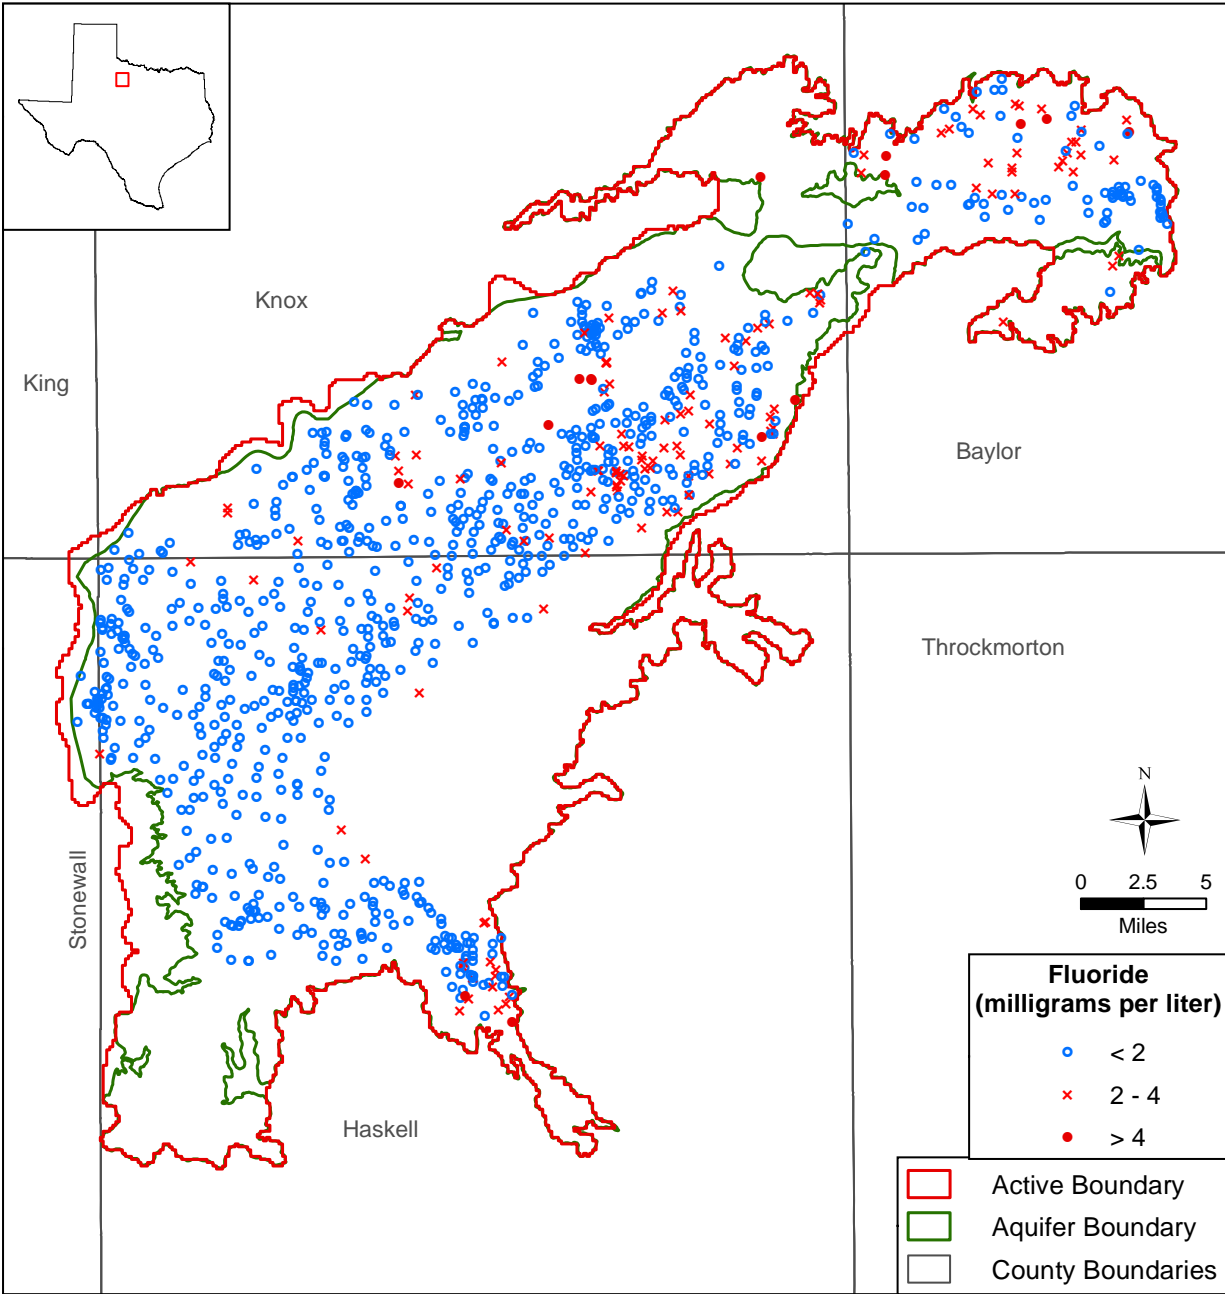 Knox
King
Baylor
Throckmorton
Stonewall
Haskell
N
0 2.5 5
Miles
Fluoride
(milligrams per liter)
< 2
2 - 4
> 4
Active Boundary
Aquifer Boundary
County Boundaries